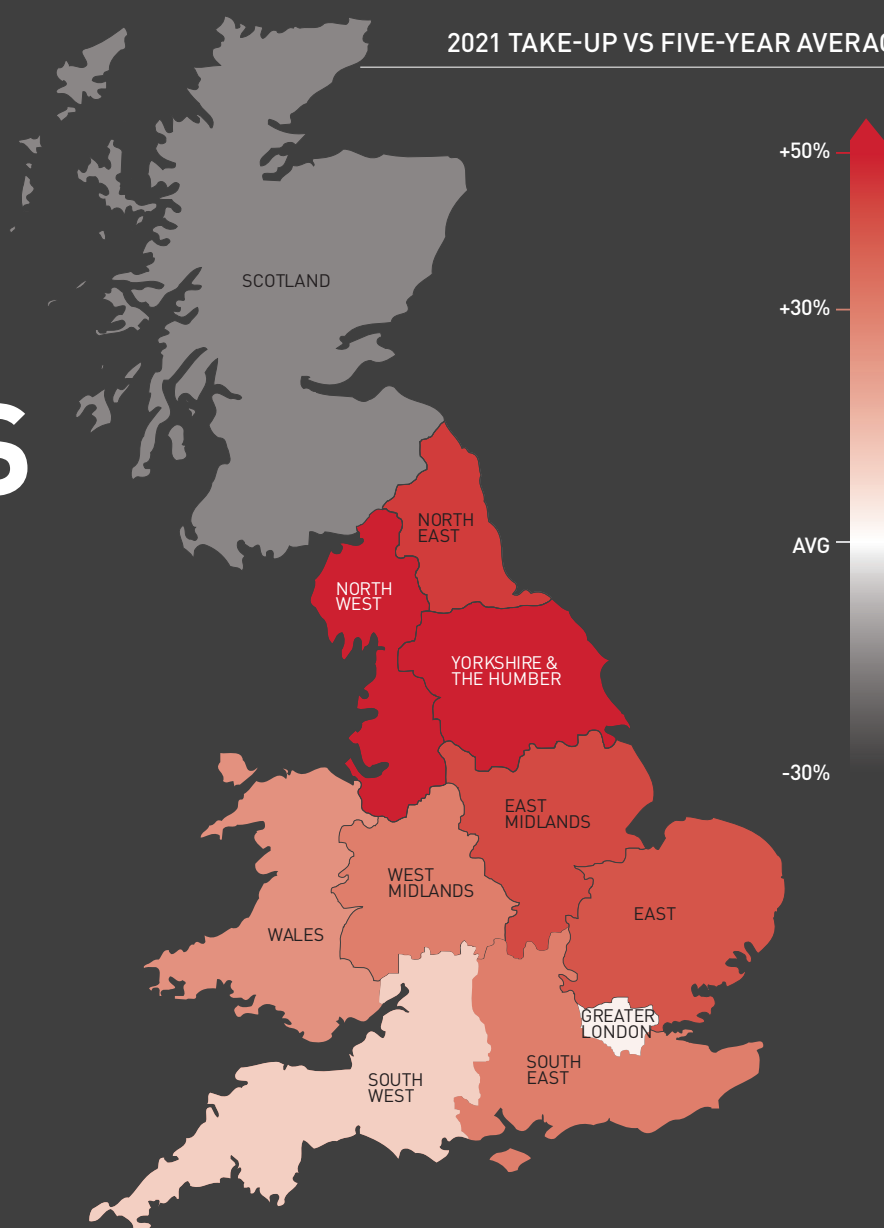 2021 TAKE-UP VS FIVE-YEAR AVERAG
+50%
+30%
SCOTLAND
S
NORTH
EAST
AVG
NORTH
WEST
YORKSHIRE &
THE HUMBER
-30%
EAST
MIDLANDS
WEST
MIDLANDS
EAST
WALES
GREATER
LONDON
SOUTH
EAST
SOUTH
WEST